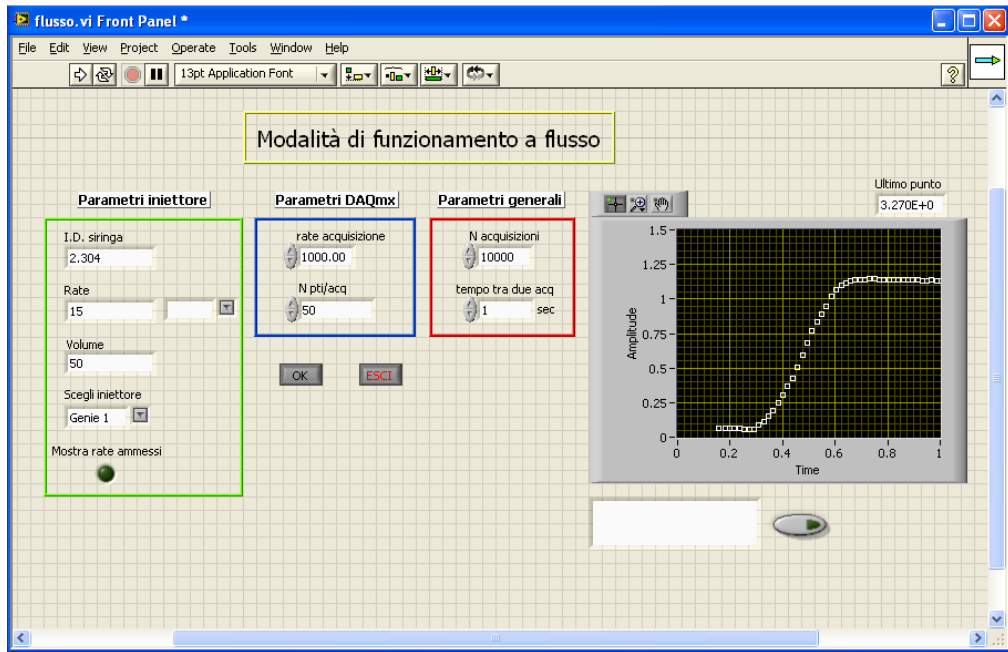 flusso.vi Front Panel *
File Edit View Project Operate Tools Window Help
13pt Application Font
?
Modalità di funzionamento a flusso
Parametri iniettore
I.D. siringa
2.304
Rate
15
Volume
50
Scegli iniettore
Genie 1
Mostra rate ammessi
Parametri DAQmx
rate acquisizione
1000.00
N pti/acq
50
Parametri generali
N acquisizioni
10000
tempo tra due acq
1 sec
OK ESCI
Ultimo punto
3.270E+0
1.5
1.25
1
0.75
0.5
0.25
0
Amplitude
0 0.2 0.4 0.6 0.8 1
Time